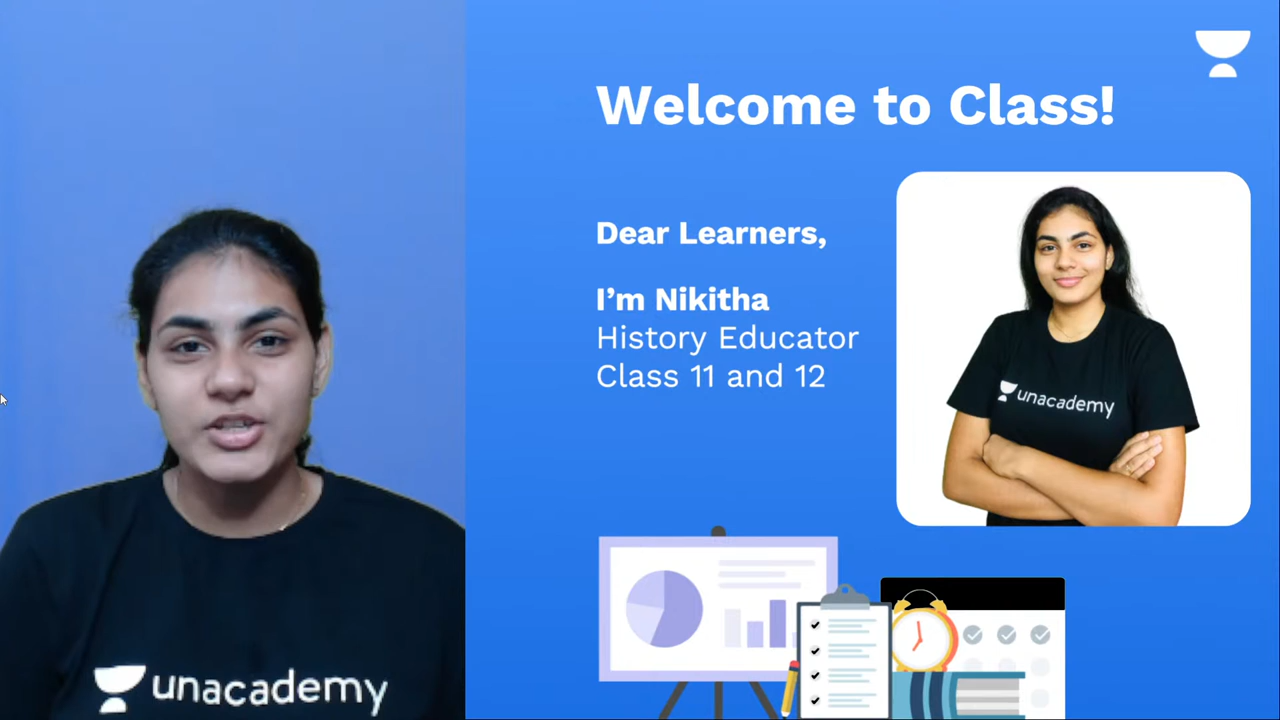 Welcome to Class!
Dear Learners,
I’m Nikitha
History Educator
Class 11 and 12
unacademy
unacademy